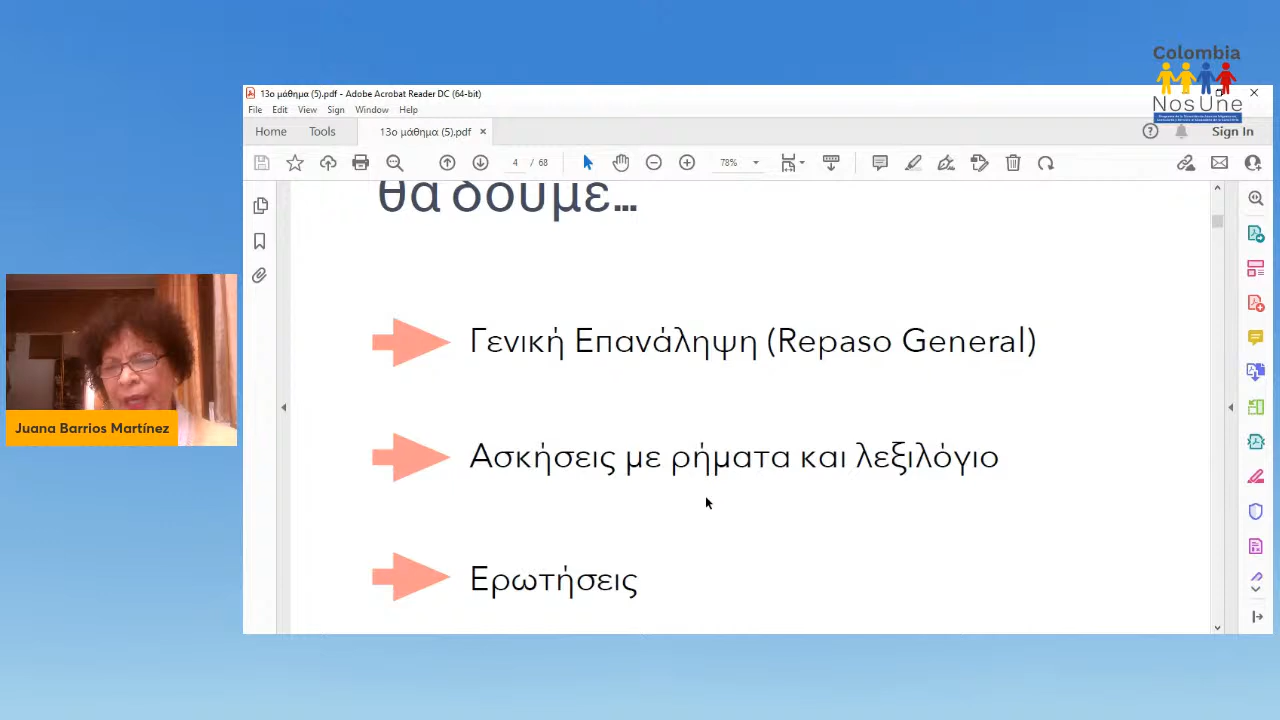 Colombia
NosUne
13ο μάθημα (5).pdf - Adobe Acrobat Reader DC (64-bit)
File Edit View Sign Window Help
Home Tools 13ο μάθημα (5).pdf × Sign In
4 / 68 78%
θα δούμε...
Γενική Επανάληψη (Repaso General)
Ασκήσεις με ρήματα και λεξιλόγιο
Ερωτήσεις
Juana Barrios Martínez